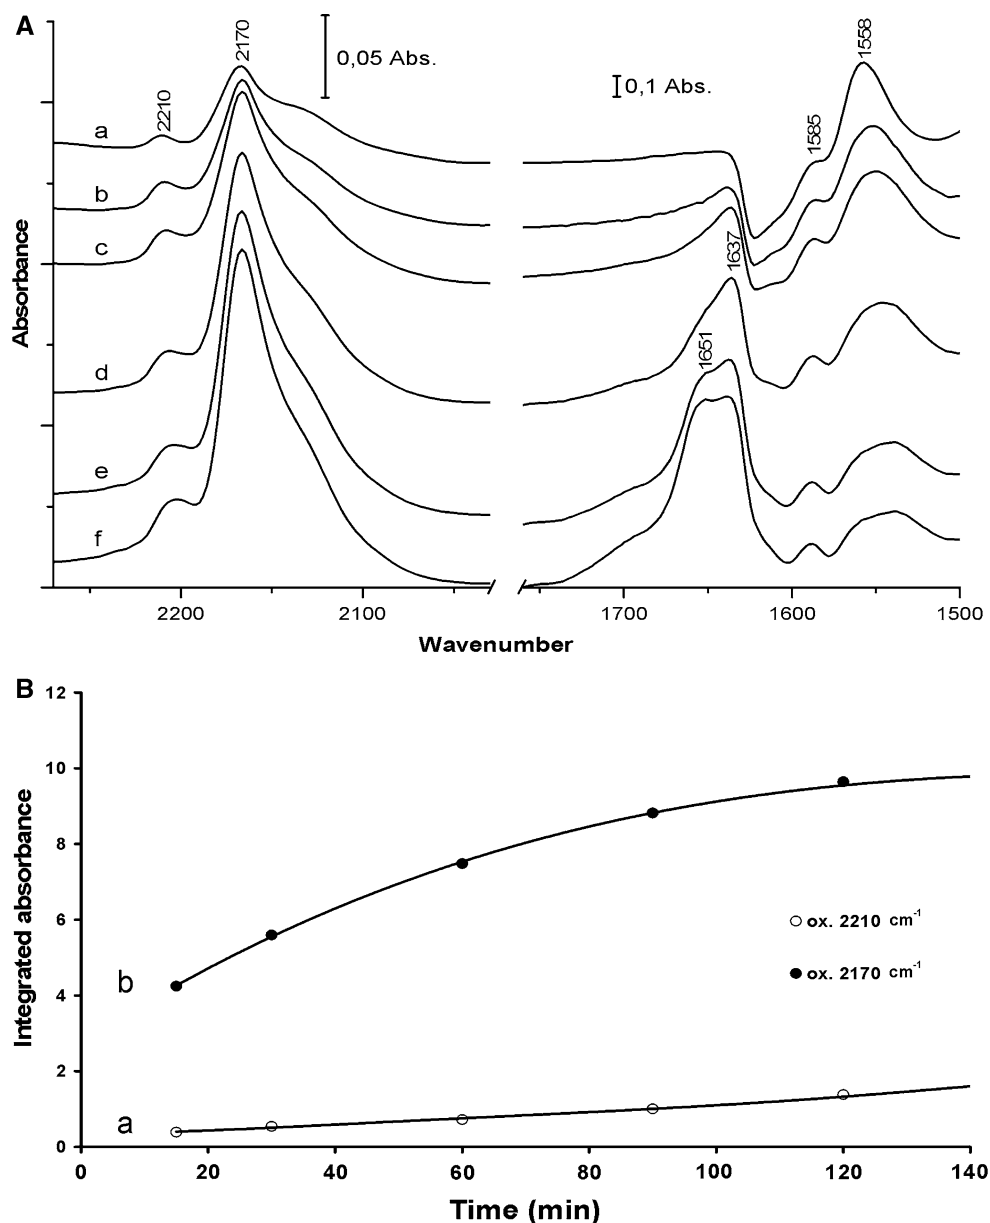 A
2170
0,05 Abs.
1558
0,1 Abs.
2210
1585
a
b
c
1637
d
1651
e
f
Absorbance
2200
2100
1700
1600
1500
Wavenumber
B
12
10
8
6
4
2
0
Integrated absorbance
ox. 2210 cm⁻¹
ox. 2170 cm⁻¹
b
a
0
20
40
60
80
100
120
140
Time (min)